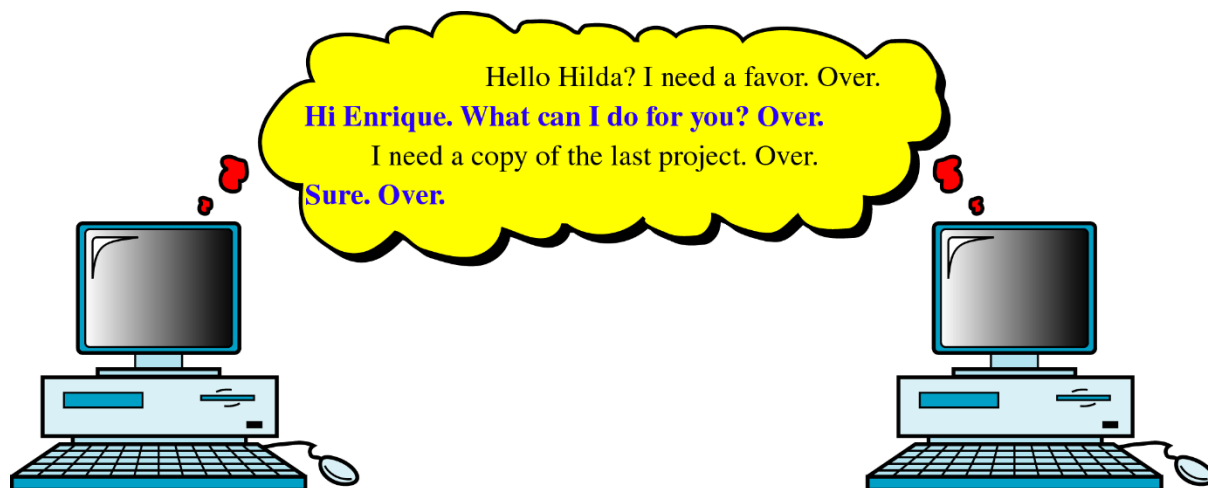 Hello Hilda? I need a favor. Over.
Hi Enrique. What can I do for you? Over.
I need a copy of the last project. Over.
Sure. Over.